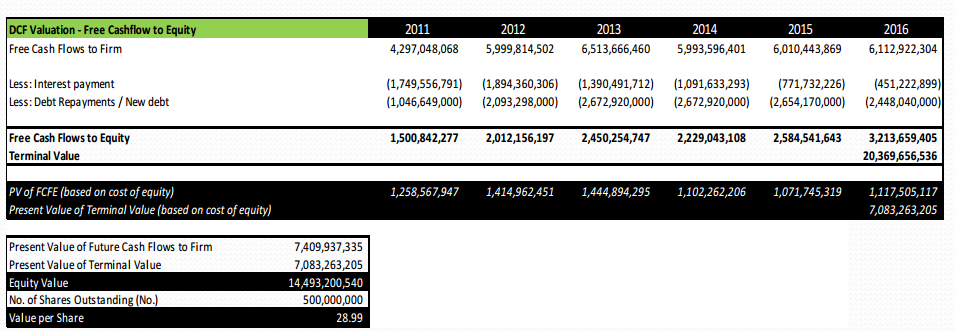 DCF Valuation - Free Cashflow to Equity 2011 2012 2013 2014 2015 2016
Free Cash Flows to Firm 4,297,048,068 5,999,814,502 6,513,666,460 5,993,596,401 6,010,443,869 6,112,922,304
Less: Interest payment (1,749,556,791) (1,894,360,306) (1,390,491,712) (1,091,633,293) (771,732,226) (451,222,899)
Less: Debt Repayments / New debt (1,046,649,000) (2,093,298,000) (2,672,920,000) (2,672,920,000) (2,654,170,000) (2,448,040,000)
Free Cash Flows to Equity 1,500,842,277 2,012,156,197 2,450,254,747 2,229,043,108 2,584,541,643 3,213,659,405
Terminal Value 20,369,656,536
PV of FCFE (based on cost of equity) 1,258,567,947 1,414,962,451 1,444,894,295 1,102,262,206 1,071,745,319 1,117,505,117
Present Value of Terminal Value (based on cost of equity) 7,083,263,205
Present Value of Future Cash Flows to Firm 7,409,937,335
Present Value of Terminal Value 7,083,263,205
Equity Value 14,493,200,540
No. of Shares Outstanding (No.) 500,000,000
Value per Share 28.99